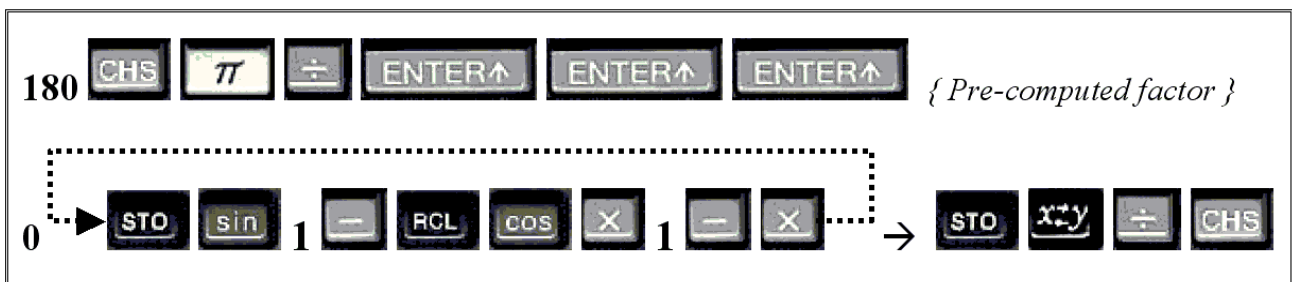 180 CHS π ÷ ENTER↑ ENTER↑ ENTER↑ { Pre-computed factor }
0 STO sin 1 − RCL cos × 1 − × → STO x⇄y ÷ CHS